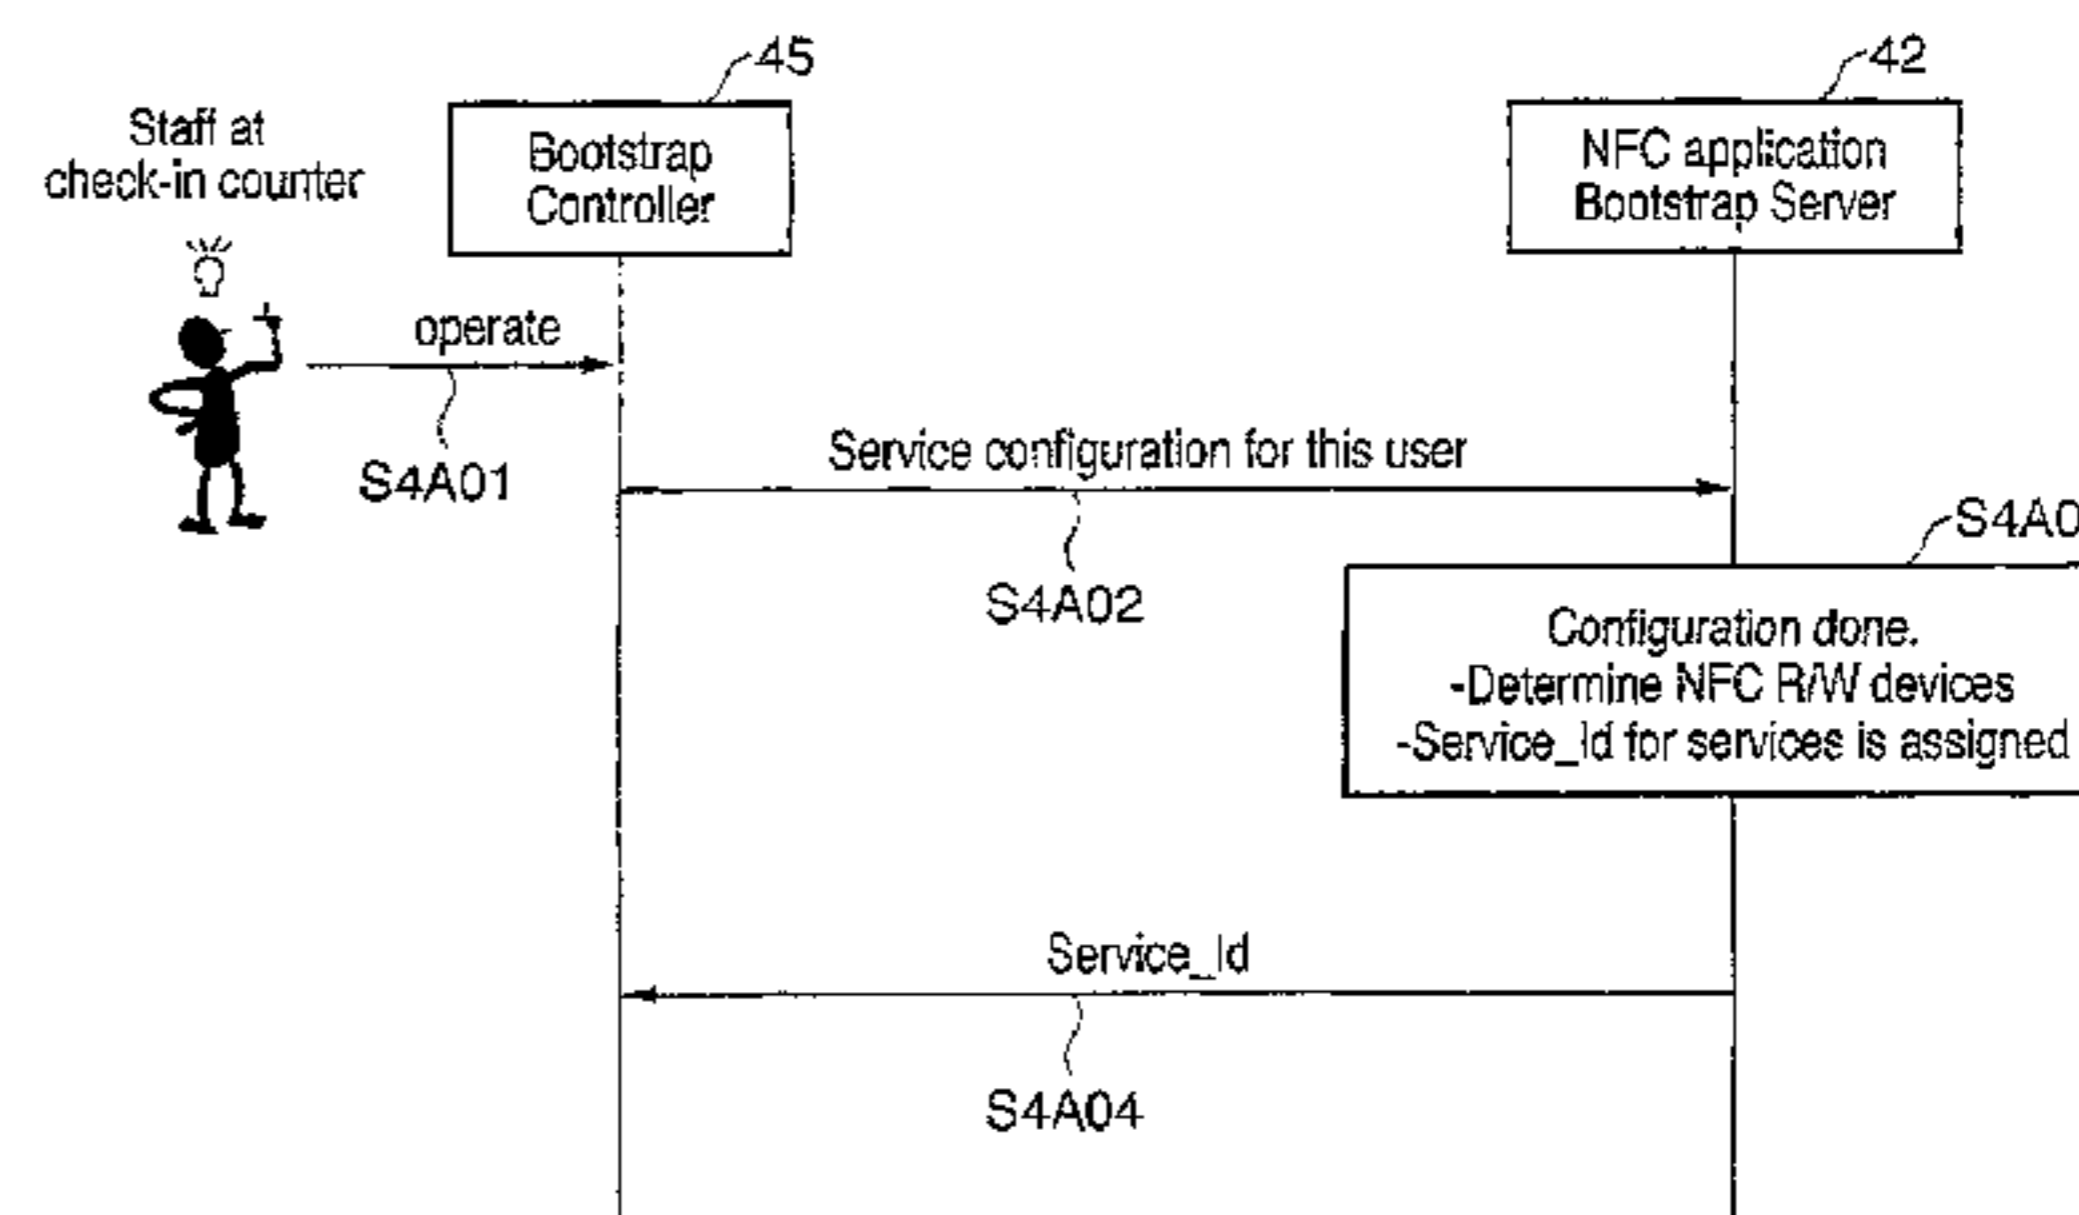 45
42
Staff at
check-in counter
Bootstrap
Controller
NFC application
Bootstrap Server
operate
S4A01
Service configuration for this user
S4A02
S4A0
Configuration done.
-Determine NFC R/W devices
-Service_Id for services is assigned
Service_Id
S4A04